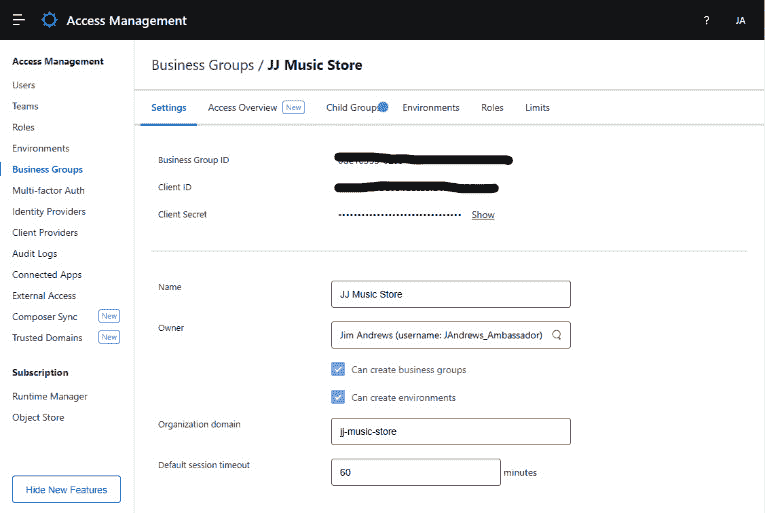 Access Management
?
JA
Access Management
Users
Teams
Roles
Environments
Business Groups
Multi-factor Auth
Identity Providers
Client Providers
Audit Logs
Connected Apps
External Access
Composer Sync New
Trusted Domains New
Subscription
Runtime Manager
Object Store
Hide New Features
Business Groups / JJ Music Store
Settings Access Overview New Child Groups Environments Roles Limits
Business Group ID
Client ID
Client Secret •••••••••••••••••••••••••••••••• Show
Name JJ Music Store
Owner Jim Andrews (username: JAndrews_Ambassador)
Can create business groups
Can create environments
Organization domain jj-music-store
Default session timeout 60 minutes